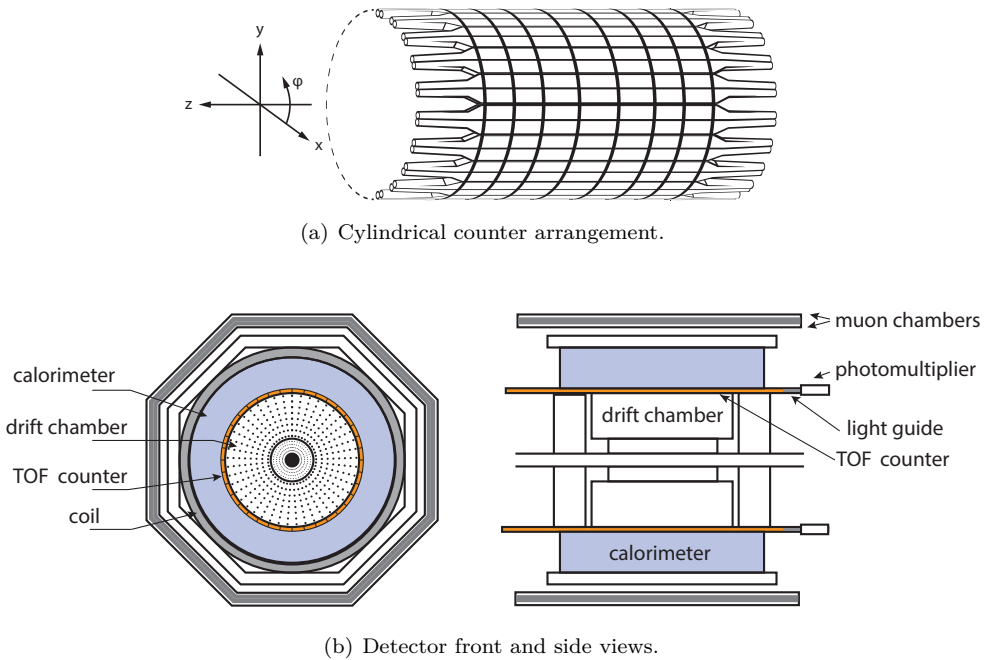 y
φ
z
x
(a) Cylindrical counter arrangement.
calorimeter
drift chamber
TOF counter
coil
muon chambers
photomultiplier
drift chamber
light guide
TOF counter
calorimeter
(b) Detector front and side views.